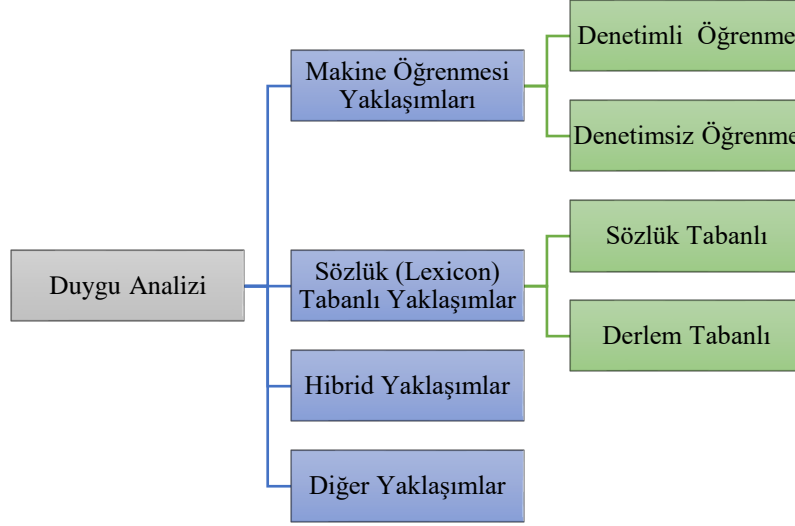 Denetimli Öğrenme
Makine Öğrenmesi
Yaklaşımları
Denetimsiz Öğrenme
Sözlük Tabanlı
Duygu Analizi
Sözlük (Lexicon)
Tabanlı Yaklaşımlar
Derlem Tabanlı
Hibrid Yaklaşımlar
Diğer Yaklaşımlar